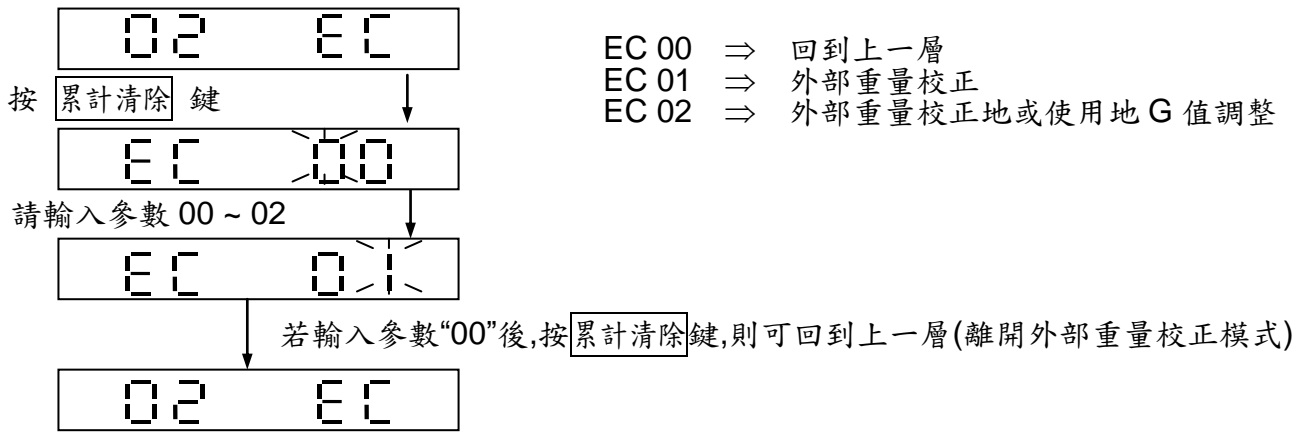 02 EC
EC 00 ⇒ 回到上一層
EC 01 ⇒ 外部重量校正
EC 02 ⇒ 外部重量校正地或使用地 G 值調整
按 累計清除 鍵
EC 00
請輸入參數 00 ~ 02
EC 01
若輸入參數“00”後,按累計清除鍵,則可回到上一層(離開外部重量校正模式)
02 EC